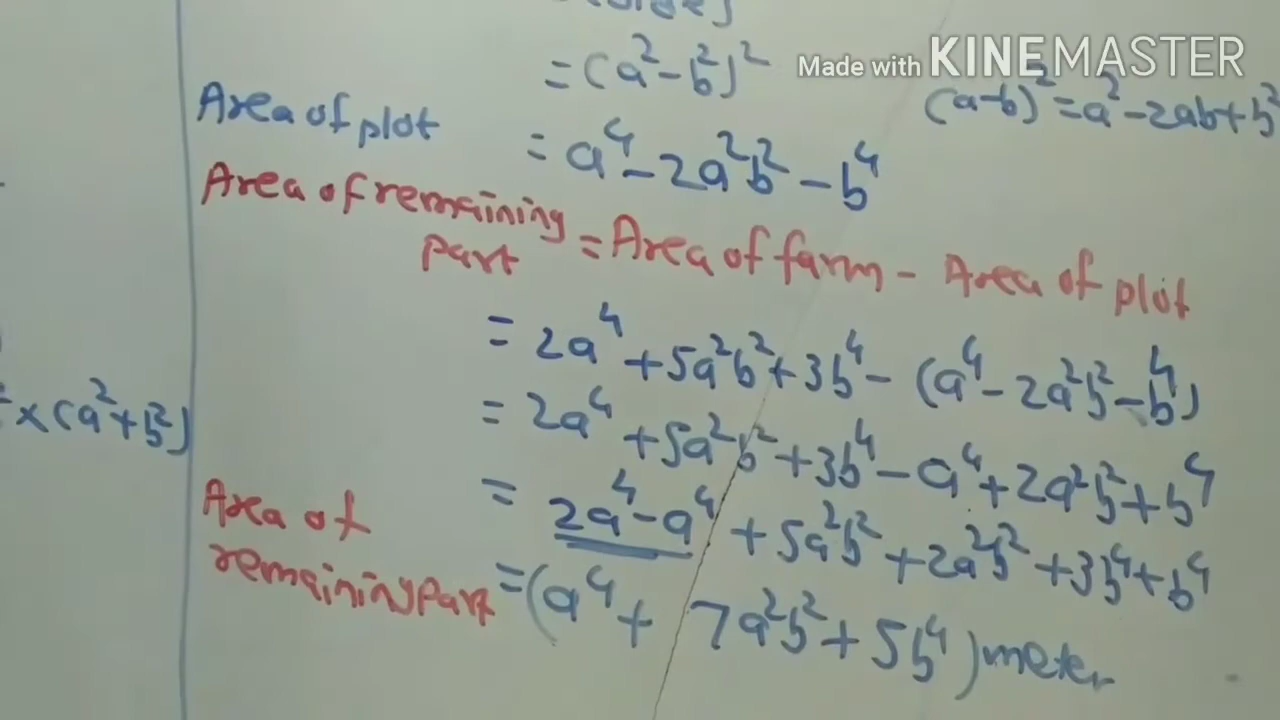 = (a² - b²)²
Made with KINEMASTER
(a-b)² = a² - 2ab + b²
Area of plot = a⁴ - 2a²b² - b⁴
Area of remaining part = Area of farm - Area of plot
= 2a⁴ + 5a²b² + 3b⁴ - (a⁴ - 2a²b² - b⁴)
× (a² + b²)
= 2a⁴ + 5a²b² + 3b⁴ - a⁴ + 2a²b² + b⁴
= 2a⁴ - a⁴ + 5a²b² + 2a²b² + 3b⁴ + b⁴
Area of remaining part = (a⁴ + 7a²b² + 5b⁴) meter